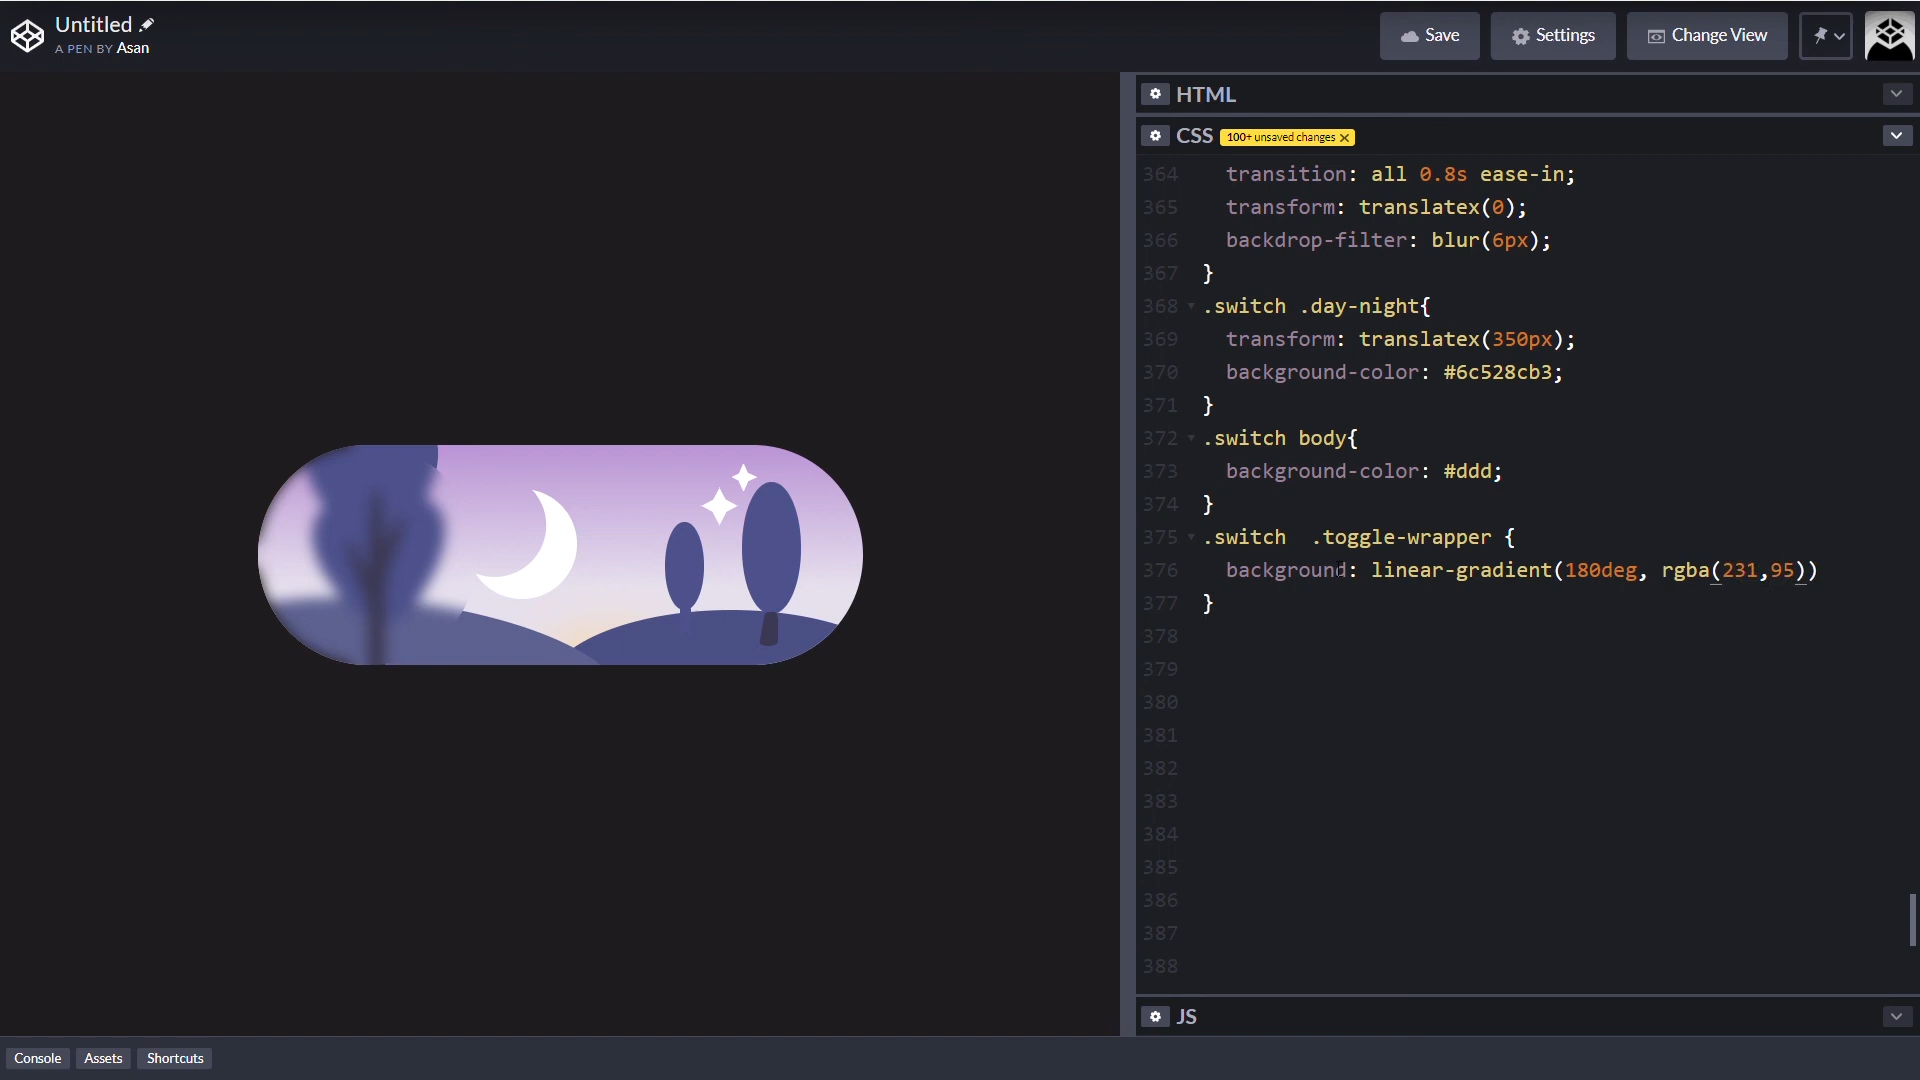 Untitled
A PEN BY Asan
Save
Settings
Change View
HTML
CSS 100+ unsaved changes ×
364 transition: all 0.8s ease-in;
365 transform: translatex(0);
366 backdrop-filter: blur(6px);
367 }
368 .switch .day-night{
369 transform: translatex(350px);
370 background-color: #6c528cb3;
371 }
372 .switch body{
373 background-color: #ddd;
374 }
375 .switch  .toggle-wrapper {
376 background: linear-gradient(180deg, rgba(231,95))
377 }
378
379
380
381
382
383
384
385
386
387
388
JS
Console
Assets
Shortcuts